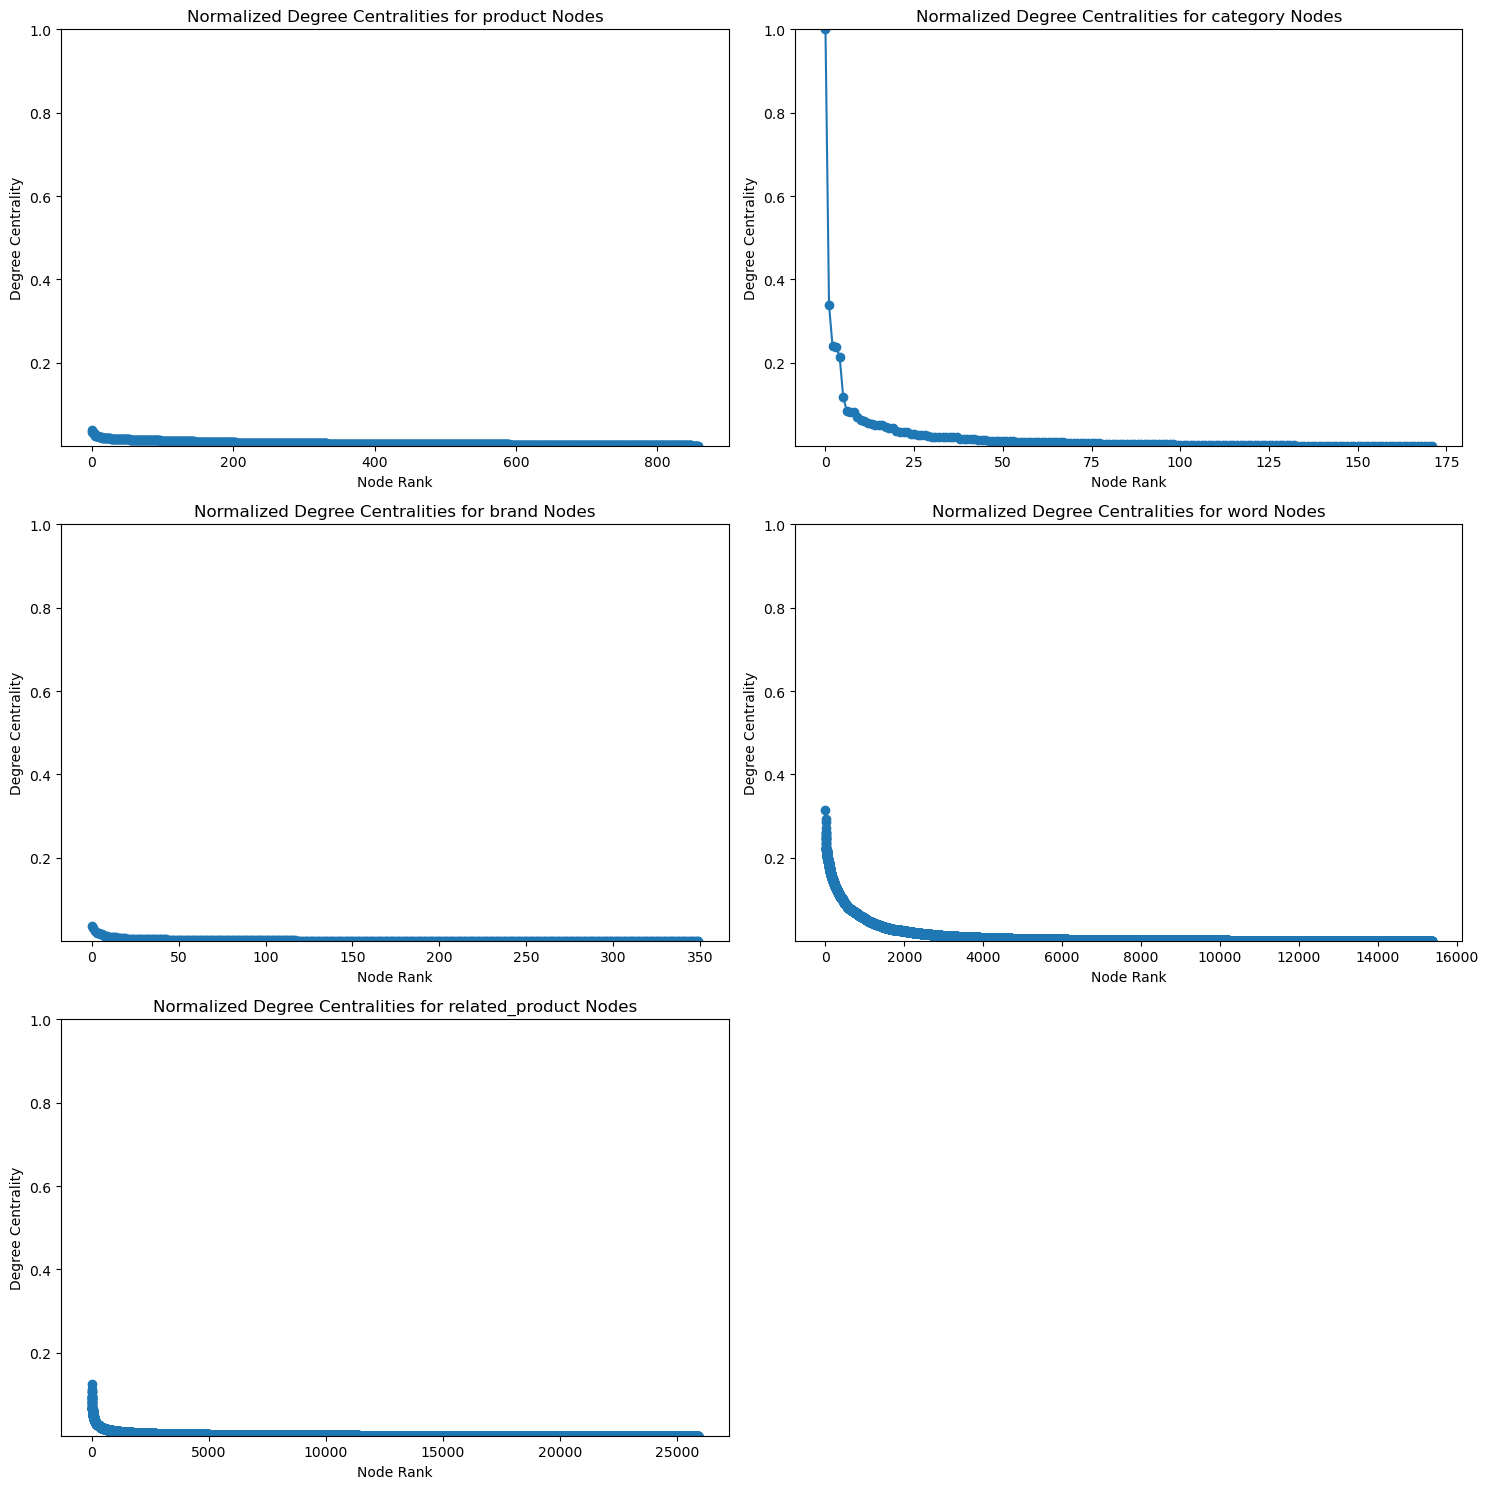 Normalized Degree Centralities for product Nodes
1.0
0.8
0.6
0.4
0.2
Degree Centrality
0 200 400 600 800
Node Rank
Normalized Degree Centralities for category Nodes
1.0
0.8
0.6
0.4
0.2
Degree Centrality
0 25 50 75 100 125 150 175
Node Rank
Normalized Degree Centralities for brand Nodes
1.0
0.8
0.6
0.4
0.2
Degree Centrality
0 50 100 150 200 250 300 350
Node Rank
Normalized Degree Centralities for word Nodes
1.0
0.8
0.6
0.4
0.2
Degree Centrality
0 2000 4000 6000 8000 10000 12000 14000 16000
Node Rank
Normalized Degree Centralities for related_product Nodes
1.0
0.8
0.6
0.4
0.2
Degree Centrality
0 5000 10000 15000 20000 25000
Node Rank